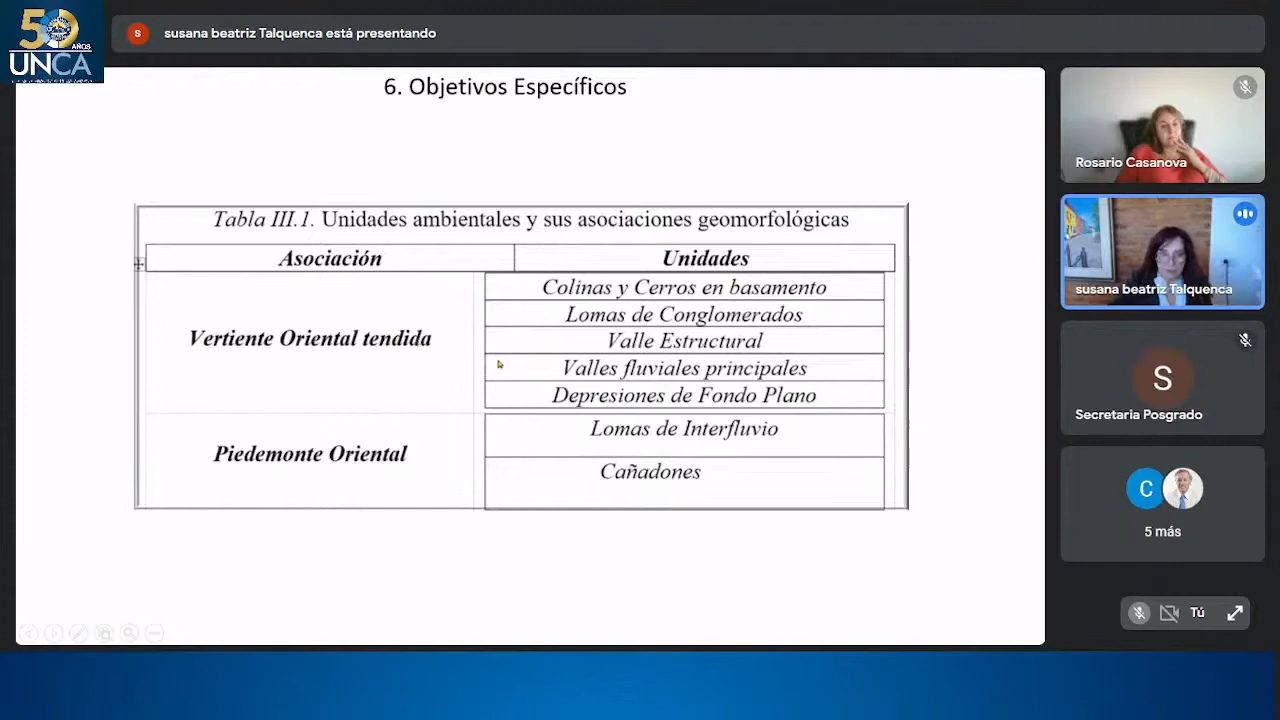 50
AÑOS
UNCA
S
susana beatriz Talquenca está presentando
6. Objetivos Específicos
Tabla III.1. Unidades ambientales y sus asociaciones geomorfológicas
Asociación
Unidades
Vertiente Oriental tendida
Colinas y Cerros en basamento
Lomas de Conglomerados
Valle Estructural
Valles fluviales principales
Depresiones de Fondo Plano
Piedemonte Oriental
Lomas de Interfluvio
Cañadones
Rosario Casanova
susana beatriz Talquenca
S
Secretaria Posgrado
C
5 más
Tú